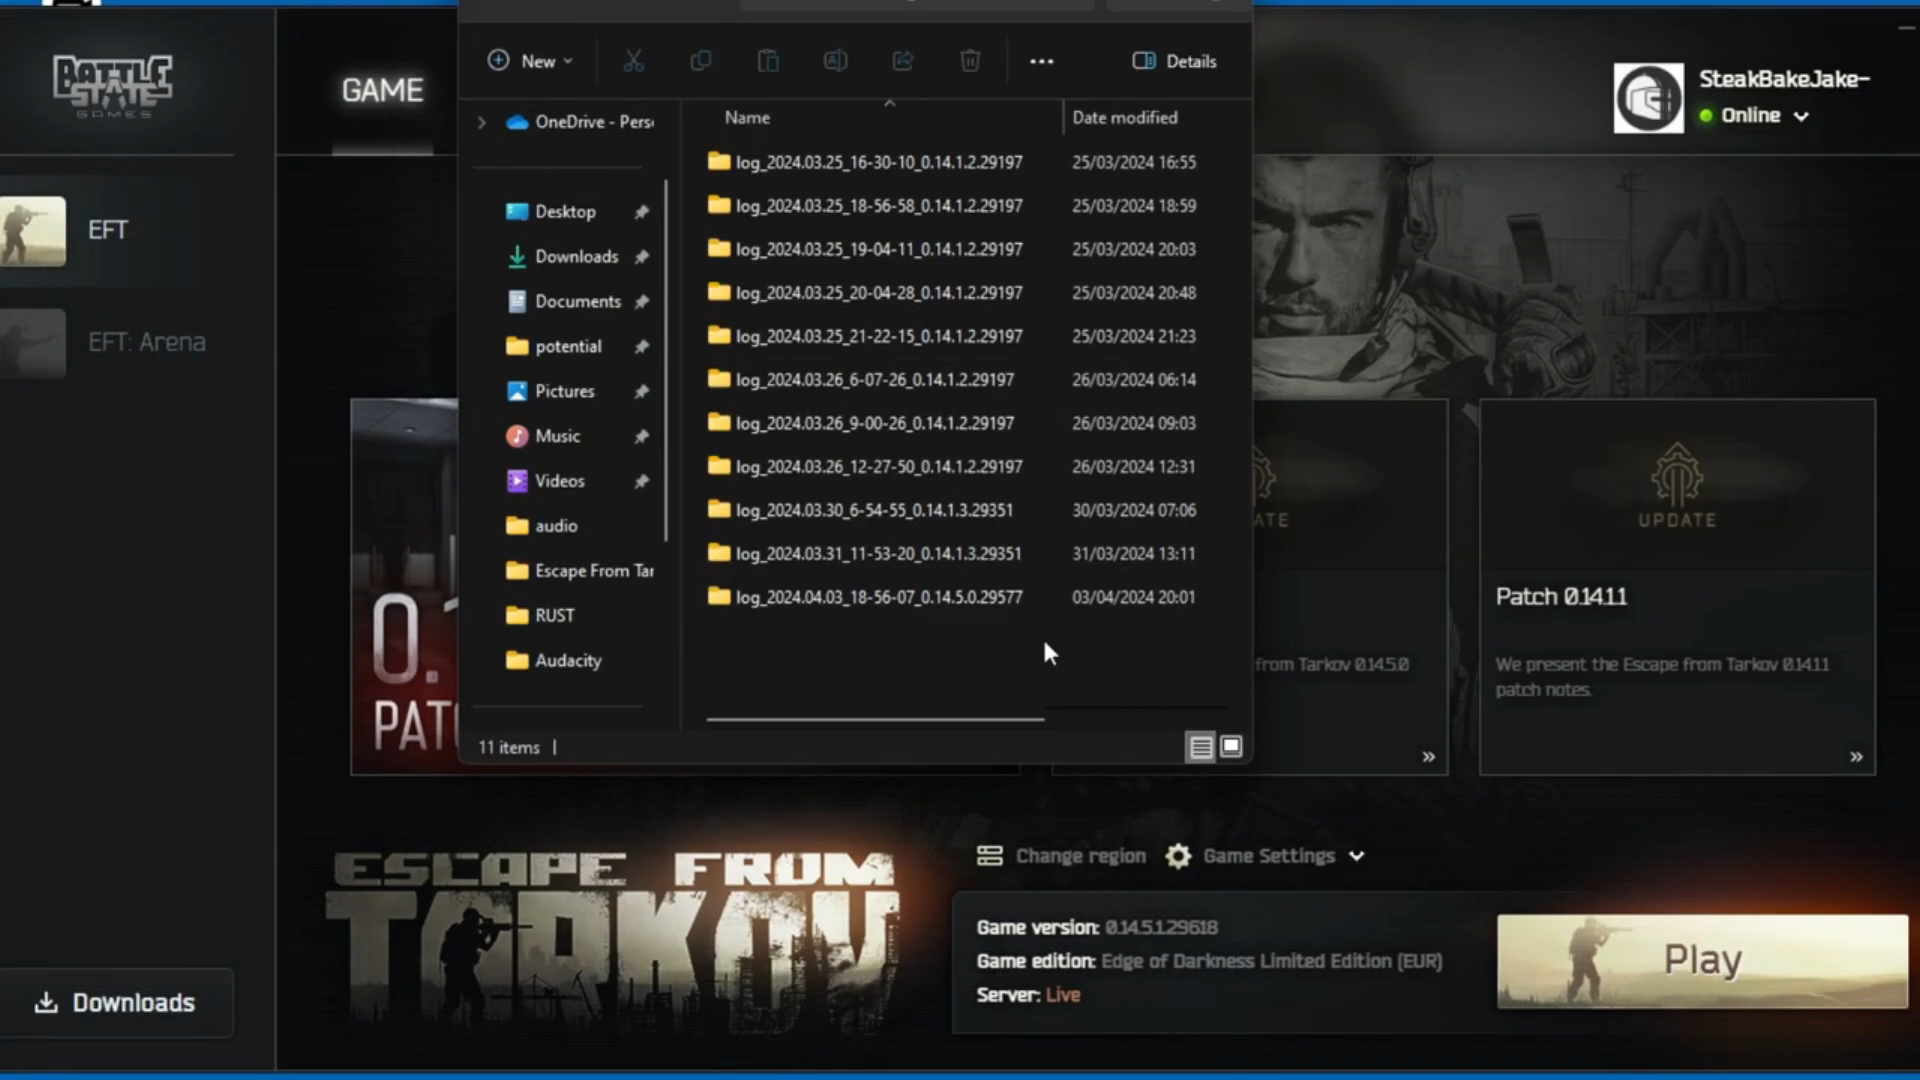 BATTLE
STATE
GAMES
GAME
EFT
EFT: Arena
Downloads
New
Details
OneDrive - Pers
Desktop
Downloads
Documents
potential
Pictures
Music
Videos
audio
Escape From Tar
RUST
Audacity
Name
Date modified
log_2024.03.25_16-30-10_0.14.1.2.29197 25/03/2024 16:55
log_2024.03.25_18-56-58_0.14.1.2.29197 25/03/2024 18:59
log_2024.03.25_19-04-11_0.14.1.2.29197 25/03/2024 20:03
log_2024.03.25_20-04-28_0.14.1.2.29197 25/03/2024 20:48
log_2024.03.25_21-22-15_0.14.1.2.29197 25/03/2024 21:23
log_2024.03.26_6-07-26_0.14.1.2.29197 26/03/2024 06:14
log_2024.03.26_9-00-26_0.14.1.2.29197 26/03/2024 09:03
log_2024.03.26_12-27-50_0.14.1.2.29197 26/03/2024 12:31
log_2024.03.30_6-54-55_0.14.1.3.29351 30/03/2024 07:06
log_2024.03.31_11-53-20_0.14.1.3.29351 31/03/2024 13:11
log_2024.04.03_18-56-07_0.14.5.0.29577 03/04/2024 20:01
11 items
SteakBakeJake-
Online
0.
PAT
ATE
from Tarkov 0.14.5.0
UPDATE
Patch 0.14.1.1
We present the Escape from Tarkov 0.14.1.1
patch notes.
ESCAPE FROM
TARKOV
Change region
Game Settings
Game version: 0.14.5.1.29618
Game edition: Edge of Darkness Limited Edition (EUR)
Server: Live
Play